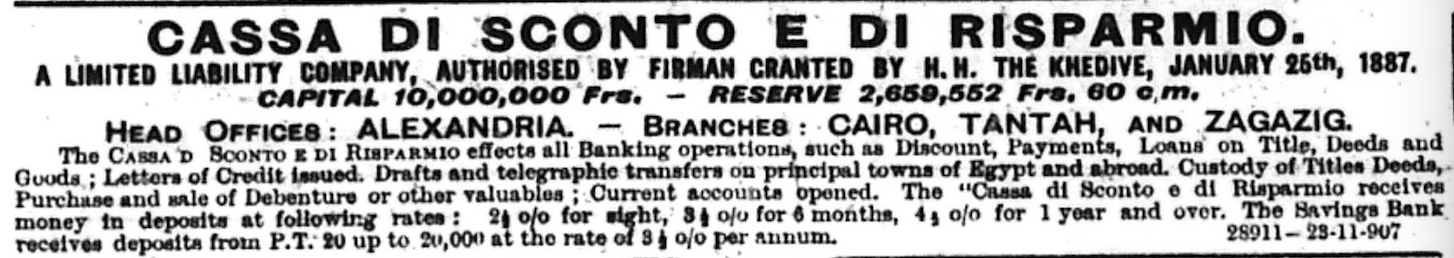 CASSA DI SCONTO E DI RISPARMIO.
A LIMITED LIABILITY COMPANY, AUTHORISED BY FIRMAN GRANTED BY H.H. THE KHEDIVE, JANUARY 25th, 1887.
CAPITAL 10,000,000 Frs. — RESERVE 2,659,552 Frs. 60 c.m.
HEAD OFFICES: ALEXANDRIA. — BRANCHES: CAIRO, TANTAH, AND ZAGAZIG.
The CASSA D SCONTO E DI RISPARMIO effects all Banking operations, such as Discount, Payments, Loans on Title, Deeds and
Goods; Letters of Credit issued. Drafts and telegraphic transfers on principal towns of Egypt and abroad. Custody of Titles Deeds,
Purchase and sale of Debenture or other valuables; Current accounts opened. The "Cassa di Sconto e di Risparmio receives
money in deposits at following rates: 2½ o/o for sight, 3½ o/o for 6 months, 4½ o/o for 1 year and over. The Savings Bank
receives deposits from P.T. 20 up to 20,000 at the rate of 3½ o/o per annum.
28911—23-11-907